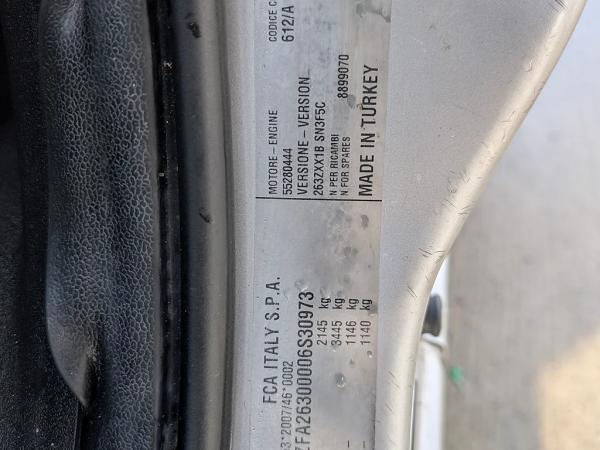 FCA ITALY S.P.A.
3*2007/46*0002
ZFA26300006S30973
2145 kg
3445 kg
1146 kg
1140 kg
MOTORE - ENGINE
55280444
VERSIONE - VERSION
263ZXX1B SN3F5C
N PER RICAMBI
N FOR SPARES 8899070
MADE IN TURKEY
CODICE C
612/A